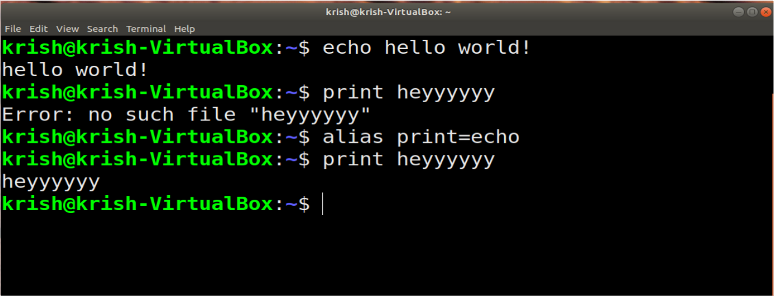 krish@krish-VirtualBox: ~
File Edit View Search Terminal Help
krish@krish-VirtualBox:~$ echo hello world!
hello world!
krish@krish-VirtualBox:~$ print heyyyyyy
Error: no such file "heyyyyyy"
krish@krish-VirtualBox:~$ alias print=echo
krish@krish-VirtualBox:~$ print heyyyyyy
heyyyyyy
krish@krish-VirtualBox:~$